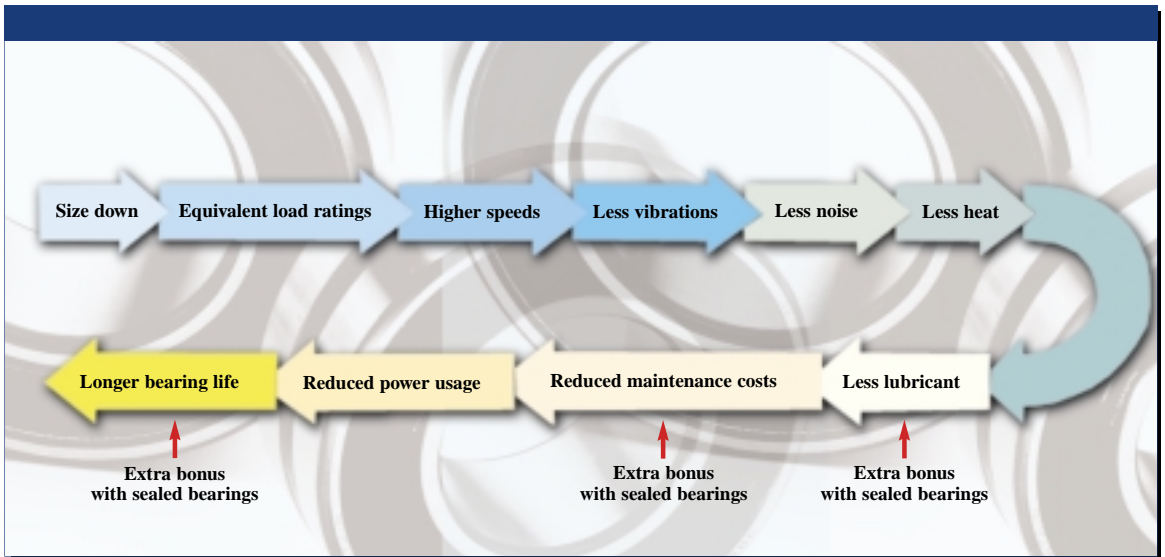 Size down
Equivalent load ratings
Higher speeds
Less vibrations
Less noise
Less heat
Less lubricant
Reduced maintenance costs
Reduced power usage
Longer bearing life
Extra bonus
with sealed bearings
Extra bonus
with sealed bearings
Extra bonus
with sealed bearings